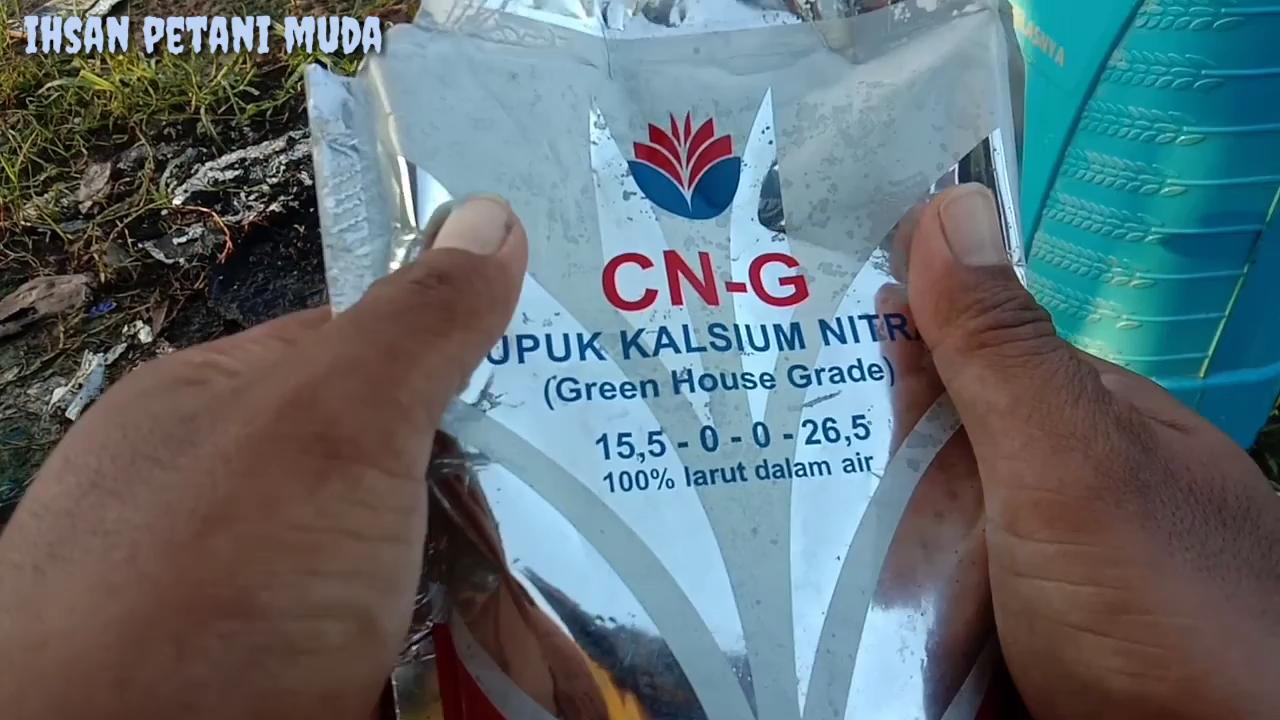 IHSAN PETANI MUDA
CN-G
UPUK KALSIUM NITR
(Green House Grade)
15,5 - 0 - 0 - 26,5
100% larut dalam air